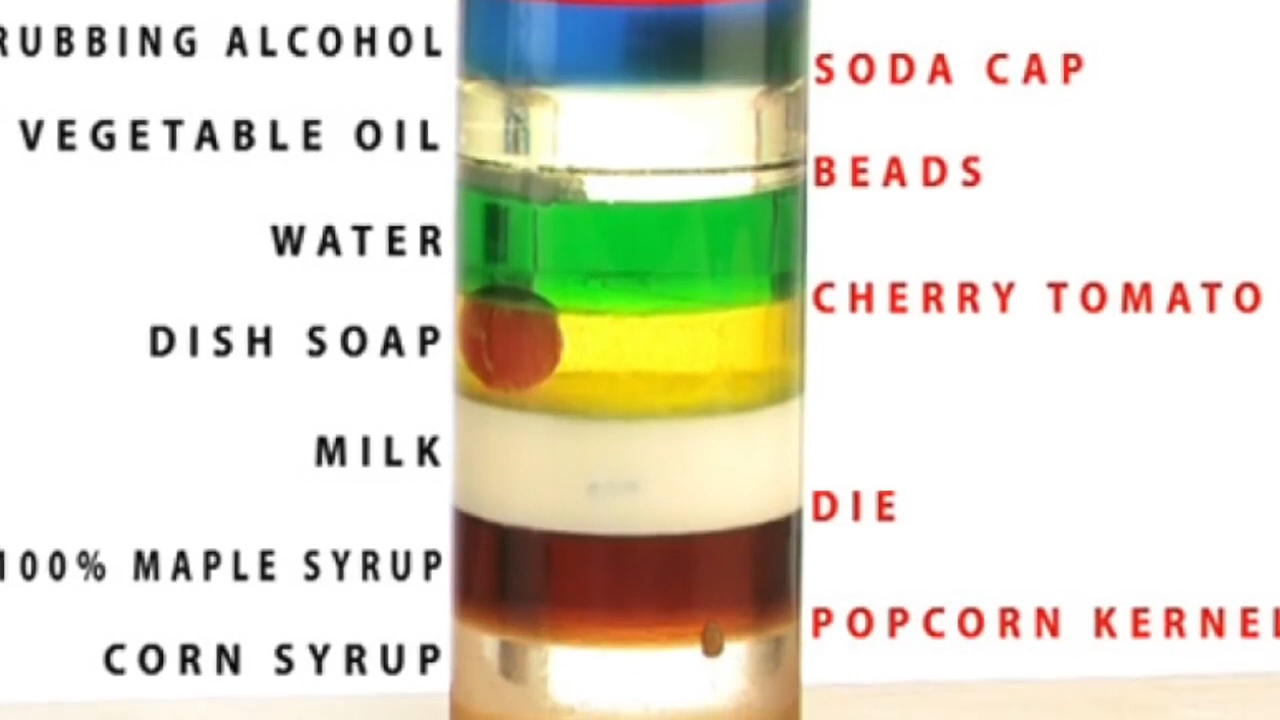 RUBBING ALCOHOL
SODA CAP
VEGETABLE OIL
BEADS
WATER
CHERRY TOMATO
DISH SOAP
MILK
DIE
100% MAPLE SYRUP
POPCORN KERNEL
CORN SYRUP